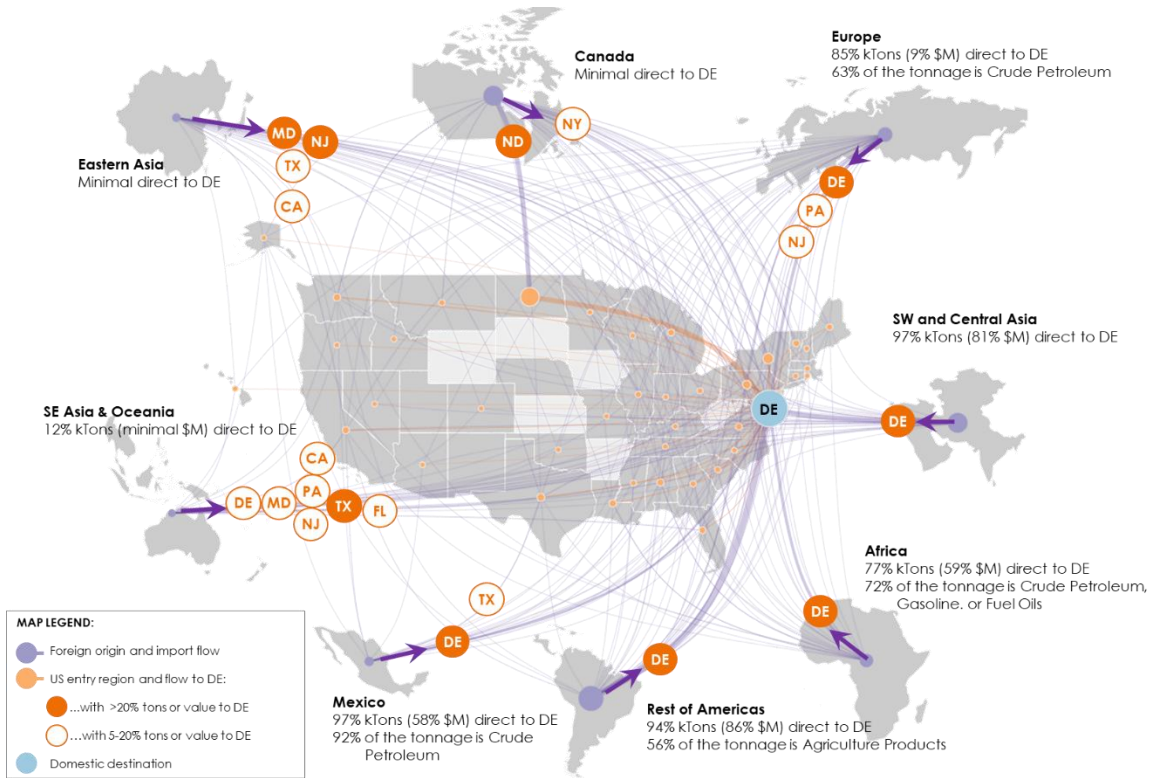 Canada
Minimal direct to DE
Europe
85% kTons (9% $M) direct to DE
63% of the tonnage is Crude Petroleum
MD
NJ
TX
CA
Eastern Asia
Minimal direct to DE
NY
ND
DE
PA
NJ
SW and Central Asia
97% kTons (81% $M) direct to DE
DE
DE
SE Asia & Oceania
12% kTons (minimal $M) direct to DE
CA
DE
MD
PA
NJ
TX
FL
Africa
77% kTons (59% $M) direct to DE
72% of the tonnage is Crude Petroleum,
Gasoline. or Fuel Oils
DE
TX
DE
Mexico
97% kTons (58% $M) direct to DE
92% of the tonnage is Crude
Petroleum
DE
Rest of Americas
94% kTons (86% $M) direct to DE
56% of the tonnage is Agriculture Products
MAP LEGEND:
Foreign origin and import flow
US entry region and flow to DE:
...with >20% tons or value to DE
...with 5-20% tons or value to DE
Domestic destination